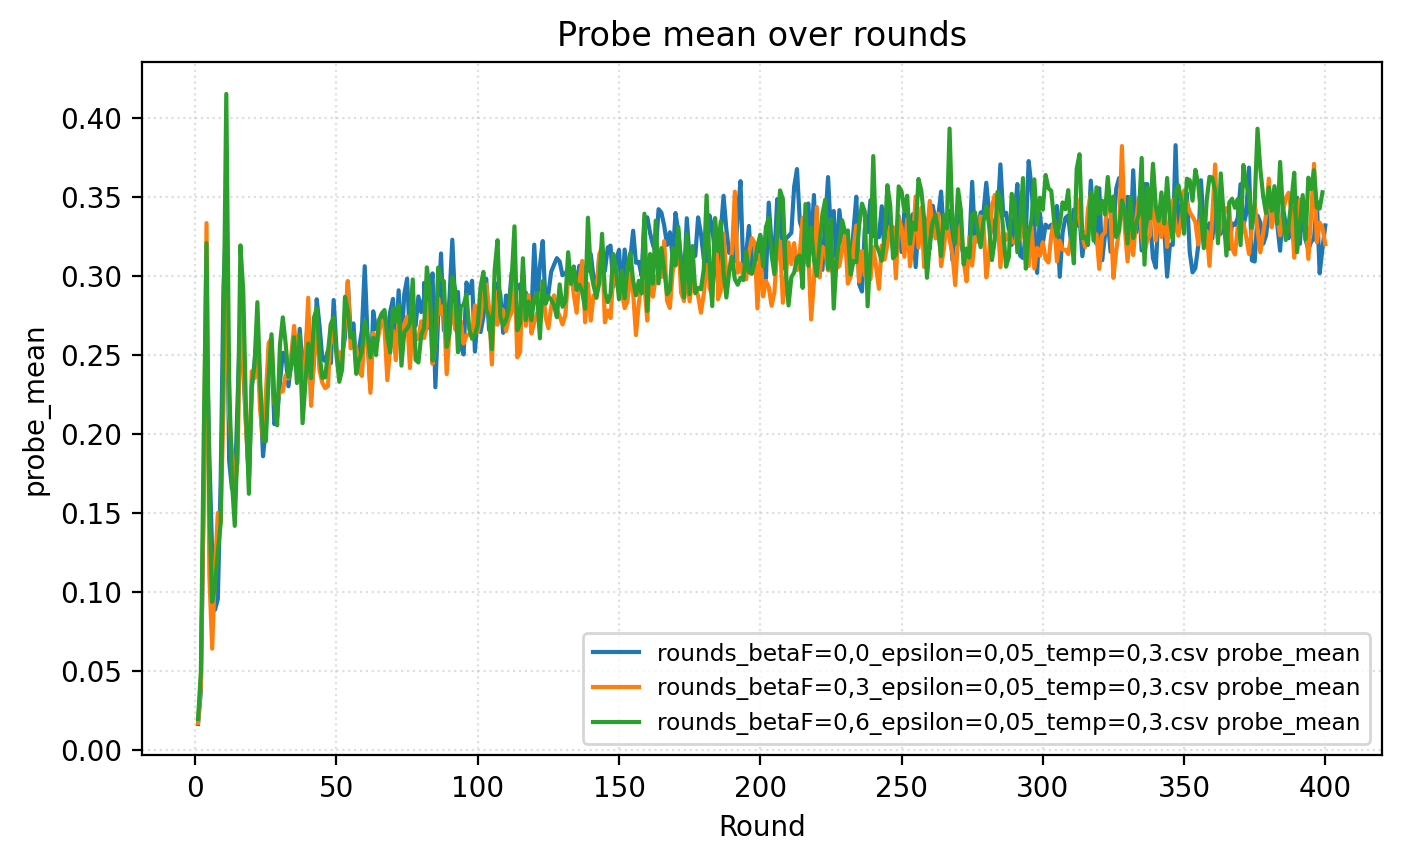 Probe mean over rounds
probe_mean
0.40
0.35
0.30
0.25
0.20
0.15
0.10
0.05
0.00
rounds_betaF=0,0_epsilon=0,05_temp=0,3.csv probe_mean
rounds_betaF=0,3_epsilon=0,05_temp=0,3.csv probe_mean
rounds_betaF=0,6_epsilon=0,05_temp=0,3.csv probe_mean
0 50 100 150 200 250 300 350 400
Round